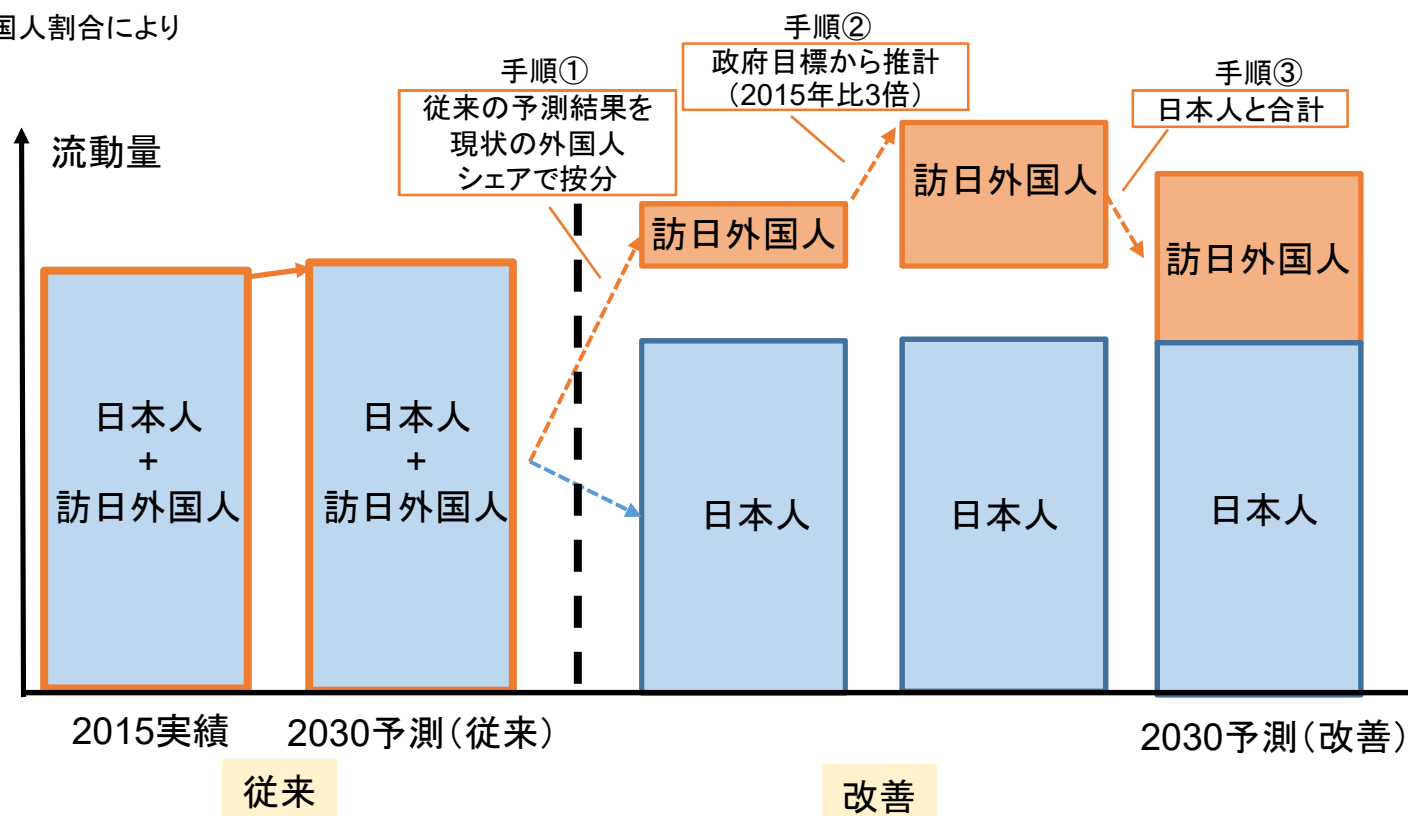 国人割合により
手順①
従来の予測結果を
現状の外国人
シェアで按分
手順②
政府目標から推計
（2015年比3倍）
手順③
日本人と合計
流動量
日本人
+
訪日外国人
日本人
+
訪日外国人
訪日外国人
日本人
訪日外国人
日本人
訪日外国人
日本人
2015実績
2030予測（従来）
2030予測（改善）
従来
改善